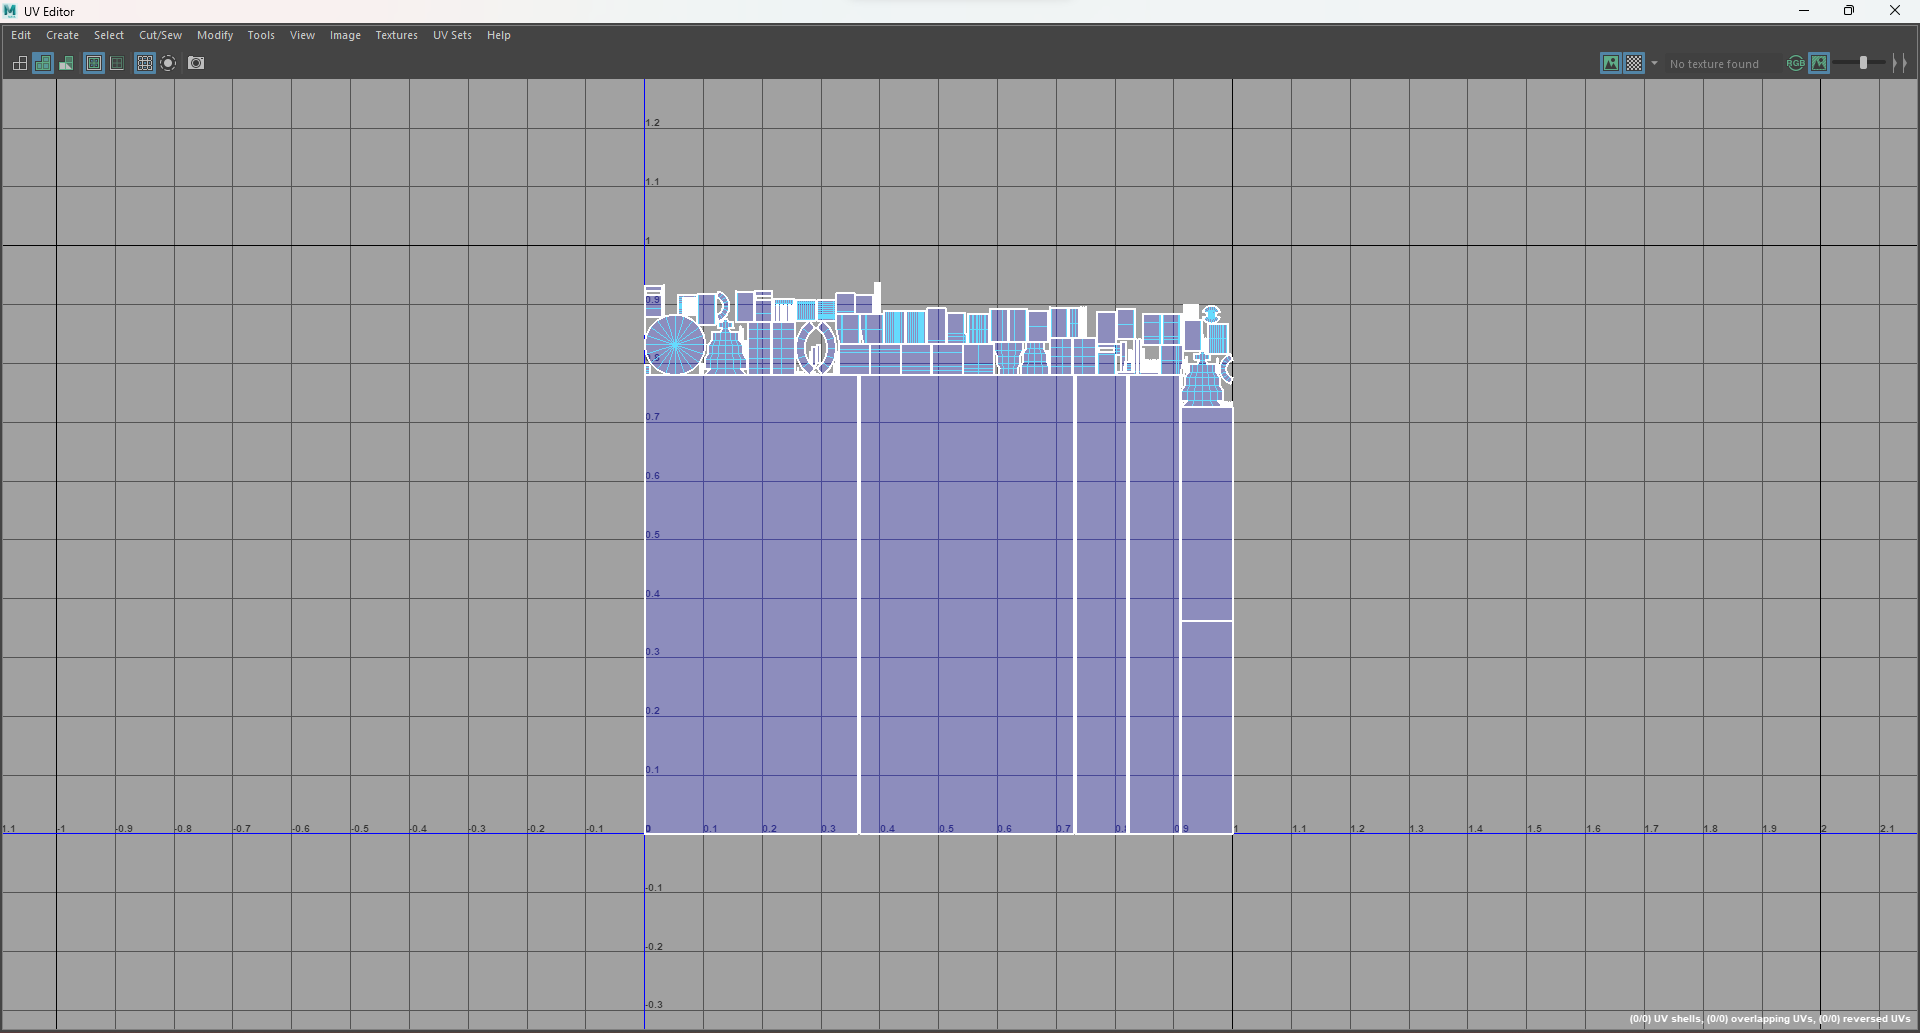 UV Editor
Edit Create Select Cut/Sew Modify Tools View Image Textures UV Sets Help
No texture found RGB
1.2
1.1
1
0.9
0.7
0.6
0.5
0.4
0.3
0.2
0.1
1.1 -1 -0.9 -0.8 -0.7 -0.6 -0.5 -0.4 -0.3 -0.2 -0.1 0 0.1 0.2 0.3 0.4 0.5 0.6 0.7 1 1.1 1.2 1.3 1.4 1.5 1.6 1.7 1.8 1.9 2 2.1
-0.1
-0.2
-0.3
(0/0) UV shells, (0/0) overlapping UVs, (0/0) reversed UVs